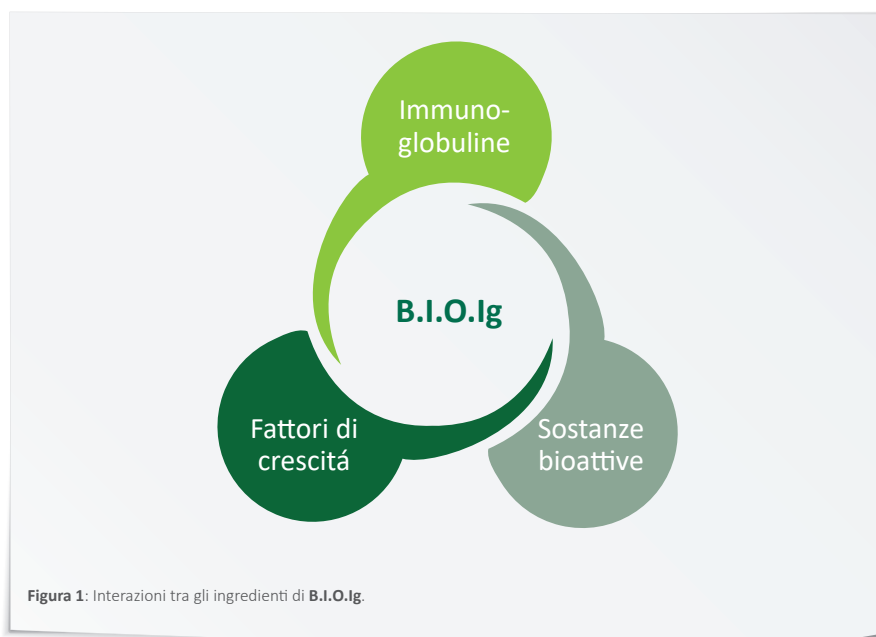 Immuno-
globuline
B.I.O.Ig
Fattori di
crescitá
Sostanze
bioattive
Figura 1: Interazioni tra gli ingredienti di B.I.O.Ig.